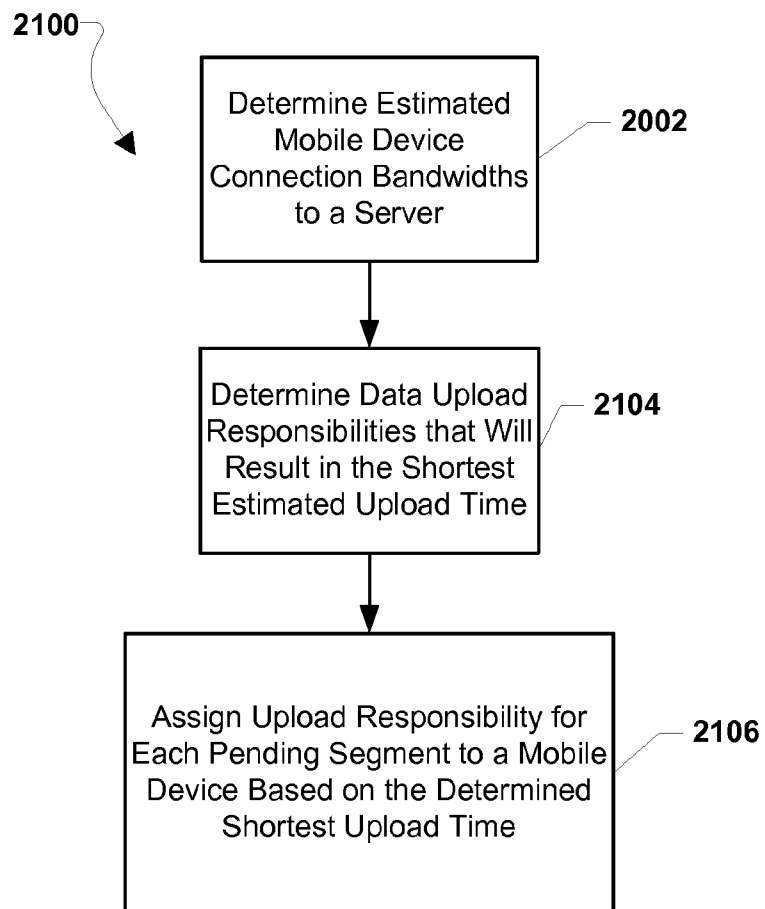 2100
Determine Estimated
Mobile Device
Connection Bandwidths
to a Server
2002
Determine Data Upload
Responsibilities that Will
Result in the Shortest
Estimated Upload Time
2104
Assign Upload Responsibility for
Each Pending Segment to a Mobile
Device Based on the Determined
Shortest Upload Time
2106